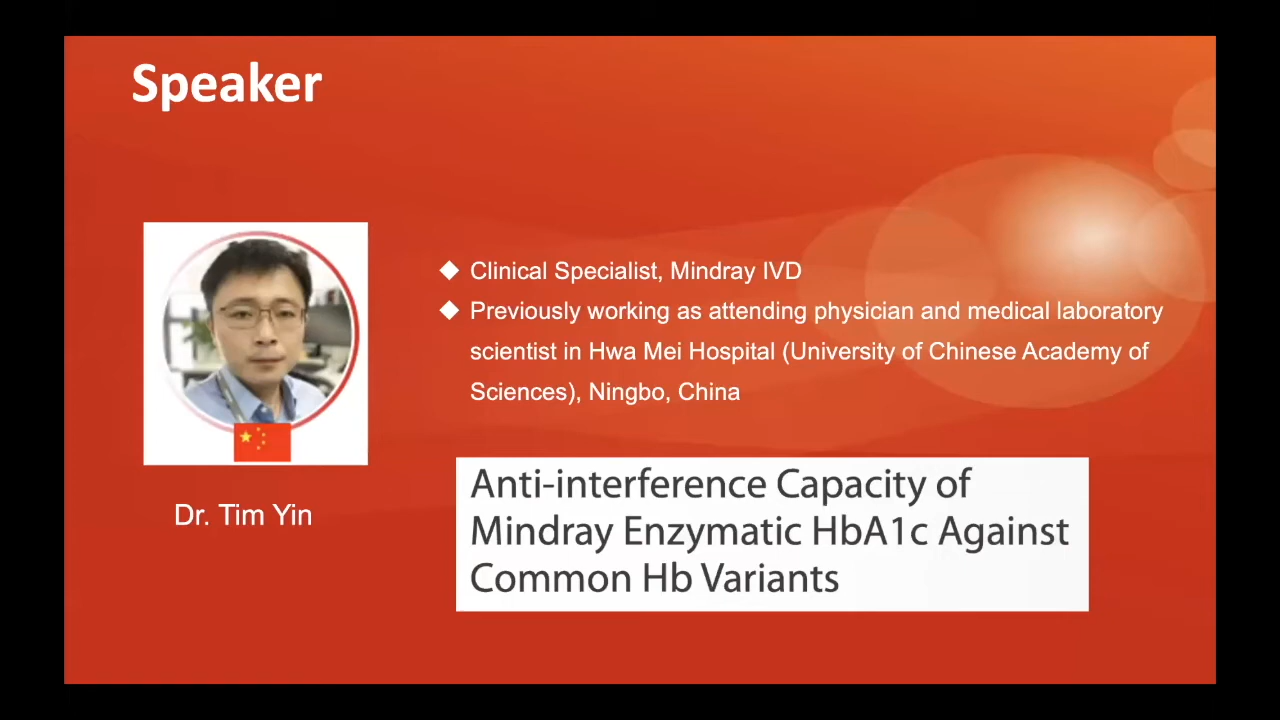 Speaker
Clinical Specialist, Mindray IVD
Previously working as attending physician and medical laboratory
scientist in Hwa Mei Hospital (University of Chinese Academy of
Sciences), Ningbo, China
Dr. Tim Yin
Anti-interference Capacity of
Mindray Enzymatic HbA1c Against
Common Hb Variants